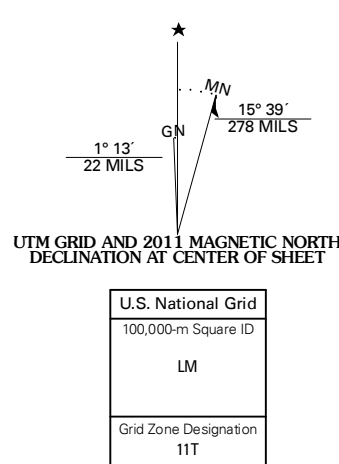 MN
GN
15° 39´
278 MILS
1° 13´
22 MILS
UTM GRID AND 2011 MAGNETIC NORTH
DECLINATION AT CENTER OF SHEET
U.S. National Grid
100,000-m Square ID
LM
Grid Zone Designation
11T